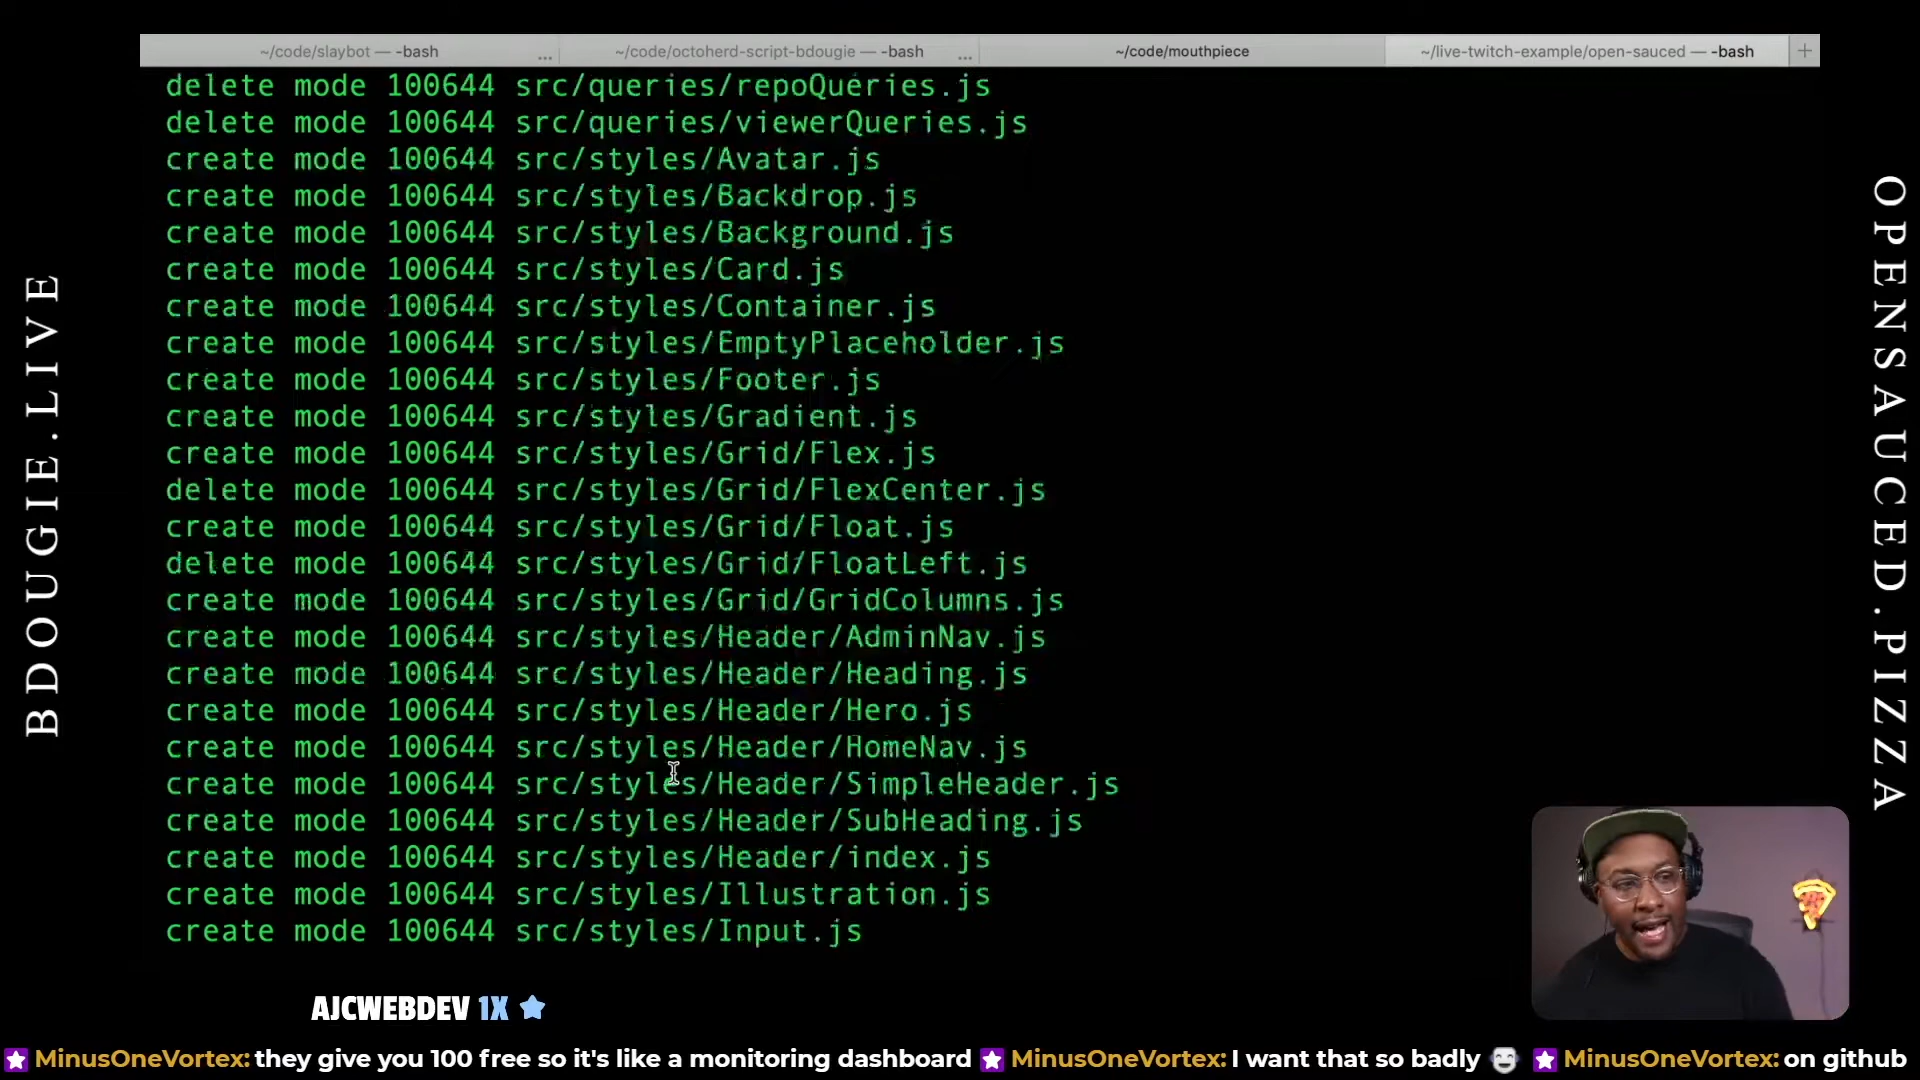 ~/code/slaybot — -bash ... ~/code/octoherd-script-bdougie — -bash ... ~/code/mouthpiece ~/live-twitch-example/open-sauced — -bash +
delete mode 100644 src/queries/repoQueries.js
delete mode 100644 src/queries/viewerQueries.js
create mode 100644 src/styles/Avatar.js
create mode 100644 src/styles/Backdrop.js
create mode 100644 src/styles/Background.js
create mode 100644 src/styles/Card.js
create mode 100644 src/styles/Container.js
create mode 100644 src/styles/EmptyPlaceholder.js
create mode 100644 src/styles/Footer.js
create mode 100644 src/styles/Gradient.js
create mode 100644 src/styles/Grid/Flex.js
delete mode 100644 src/styles/Grid/FlexCenter.js
create mode 100644 src/styles/Grid/Float.js
delete mode 100644 src/styles/Grid/FloatLeft.js
create mode 100644 src/styles/Grid/GridColumns.js
create mode 100644 src/styles/Header/AdminNav.js
create mode 100644 src/styles/Header/Heading.js
create mode 100644 src/styles/Header/Hero.js
create mode 100644 src/styles/Header/HomeNav.js
create mode 100644 src/styles/Header/SimpleHeader.js
create mode 100644 src/styles/Header/SubHeading.js
create mode 100644 src/styles/Header/index.js
create mode 100644 src/styles/Illustration.js
create mode 100644 src/styles/Input.js
BDOUGIE.LIVE
OPENSAUCED.PIZZA
AJCWEBDEV 1X
MinusOneVortex: they give you 100 free so it's like a monitoring dashboard MinusOneVortex: I want that so badly MinusOneVortex: on github